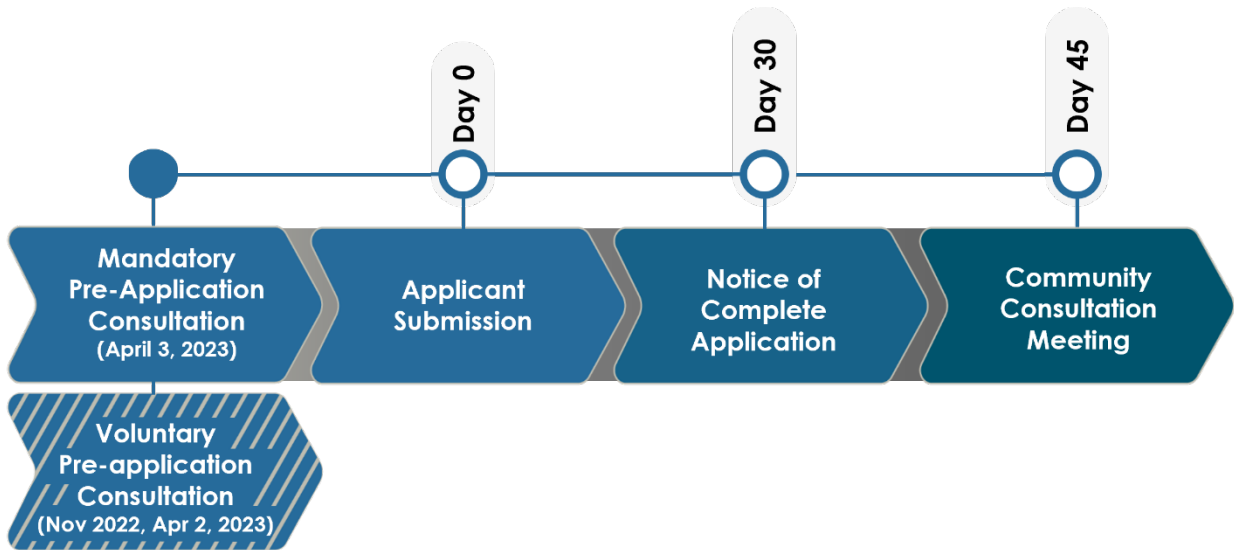 Day 0
Day 30
Day 45
Mandatory
Pre-Application
Consultation
(April 3, 2023)
Applicant
Submission
Notice of
Complete
Application
Community
Consultation
Meeting
Voluntary
Pre-application
Consultation
(Nov 2022, Apr 2, 2023)